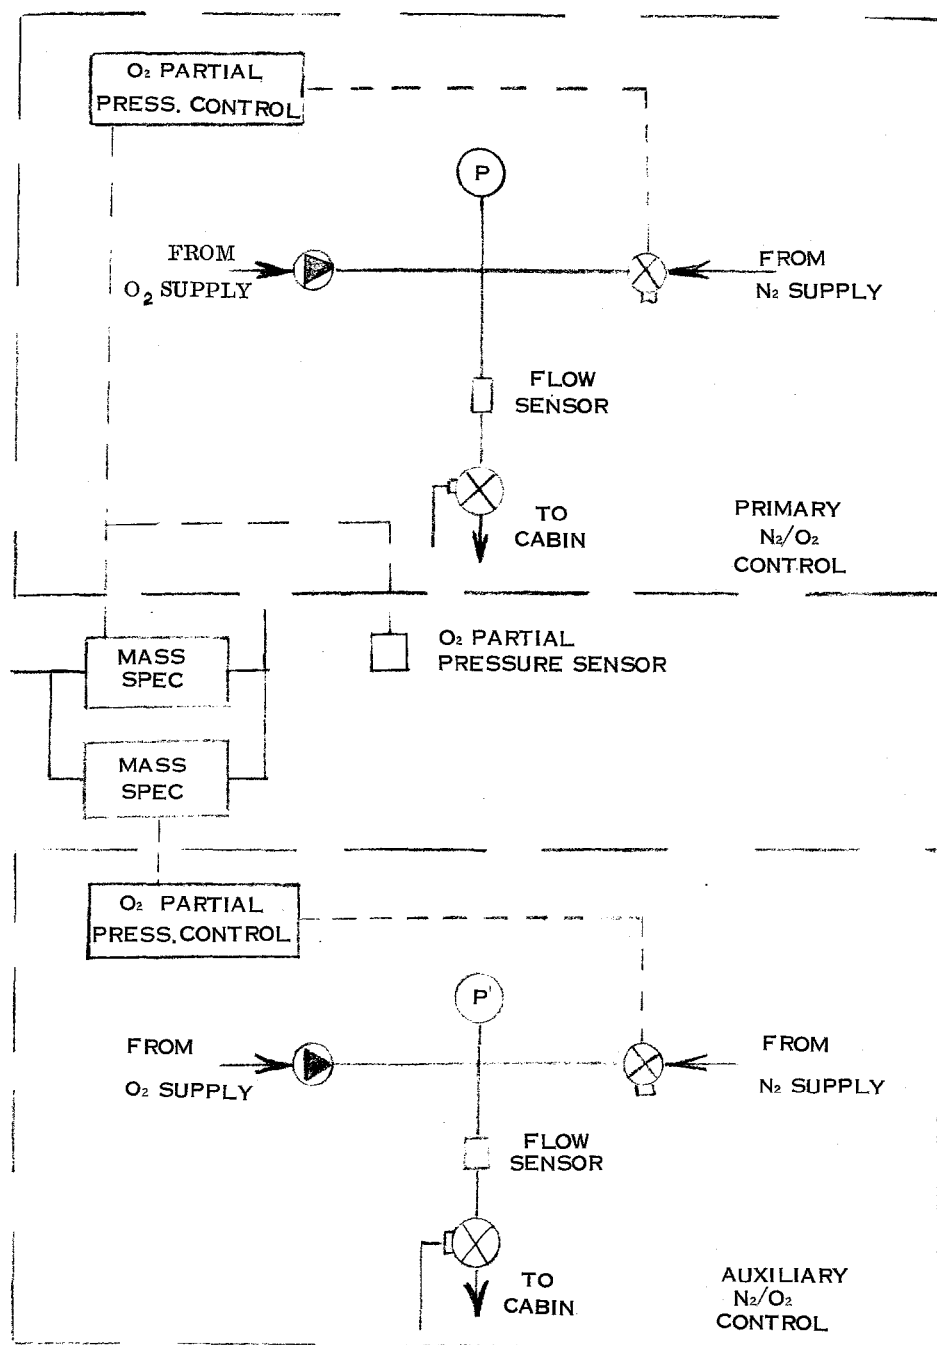 O₂ PARTIAL
PRESS. CONTROL
P
FROM
O₂ SUPPLY
FROM
N₂ SUPPLY
FLOW
SENSOR
TO
CABIN
PRIMARY
N₂/O₂
CONTROL
O₂ PARTIAL
PRESSURE SENSOR
MASS
SPEC
MASS
SPEC
O₂ PARTIAL
PRESS. CONTROL
P'
FROM
O₂ SUPPLY
FROM
N₂ SUPPLY
FLOW
SENSOR
TO
CABIN
AUXILIARY
N₂/O₂
CONTROL